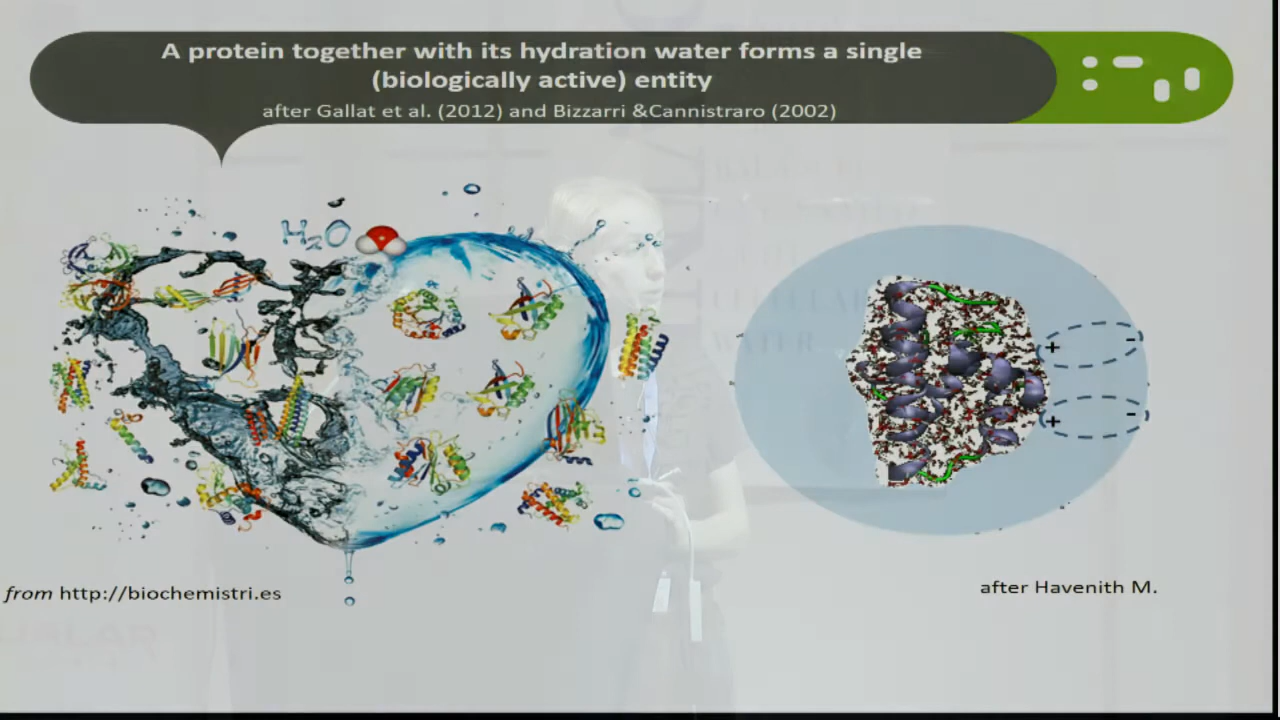 A protein together with its hydration water forms a single
(biologically active) entity
after Gallat et al. (2012) and Bizzarri &Cannistraro (2002)
H₂O
+ -
+ -
from http://biochemistri.es
after Havenith M.
WATER